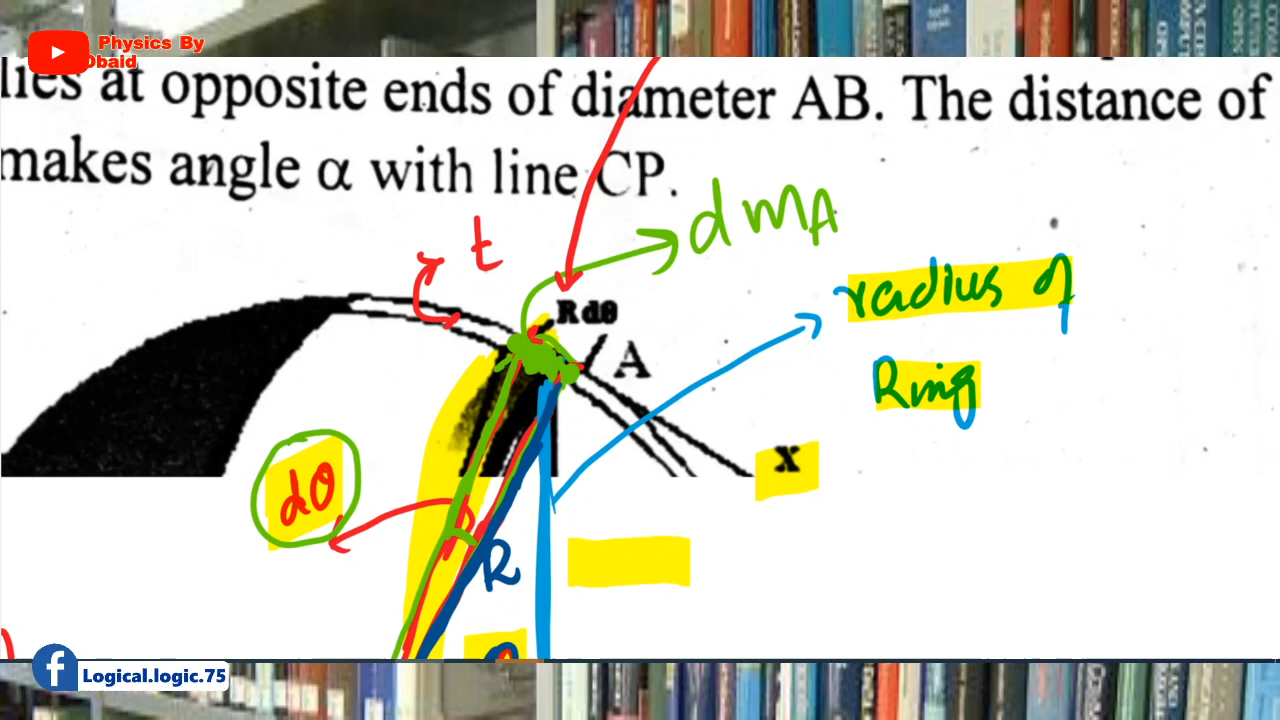 Physics By
Obaid
lies at opposite ends of diameter AB. The distance of
makes angle α with line CP.
t
dmA
Rdθ
A
radius of
Ring
x
dθ
R
Logical.logic.75